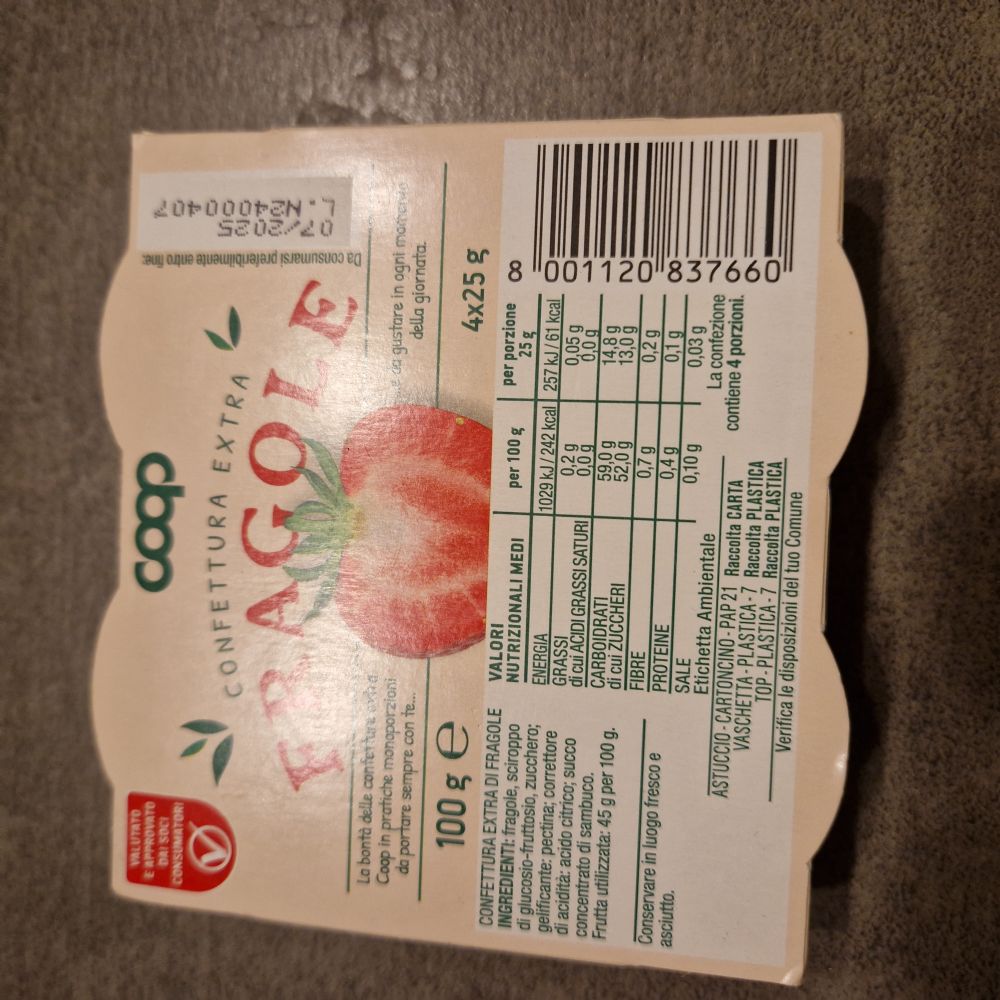 VALUTATO
E APPROVATO
DAI SOCI
CONSUMATORI
coop
CONFETTURA EXTRA
FRAGOLE
Da consumarsi preferibilmente entro fine:
07/2025
L. N24000407
La bontà delle confetture extra
Coop in pratiche monoporzioni
da portare sempre con te...
...e da gustare in ogni momento
della giornata.
100 g e
4x25 g
CONFETTURA EXTRA DI FRAGOLE
INGREDIENTI: fragole, sciroppo
di glucosio-fruttosio, zucchero;
gelificante: pectina; correttore
di acidità: acido citrico; succo
concentrato di sambuco.
Frutta utilizzata: 45 g per 100 g.
Conservare in luogo fresco e
asciutto.
VALORI
NUTRIZIONALI MEDI per 100 g per porzione 25 g
ENERGIA 1029 kJ/ 242 kcal 257 kJ/ 61 kcal
GRASSI 0,2 g 0,05 g
di cui ACIDI GRASSI SATURI 0,0 g 0,0 g
CARBOIDRATI 59,0 g 14,8 g
di cui ZUCCHERI 52,0 g 13,0 g
FIBRE 0,7 g 0,2 g
PROTEINE 0,4 g 0,1 g
SALE 0,10 g 0,03 g
La confezione
contiene 4 porzioni.
Etichetta Ambientale
ASTUCCIO - CARTONCINO - PAP 21 Raccolta CARTA
VASCHETTA - PLASTICA - 7 Raccolta PLASTICA
TOP - PLASTICA - 7 Raccolta PLASTICA
Verifica le disposizioni del tuo Comune
8 001120 837660